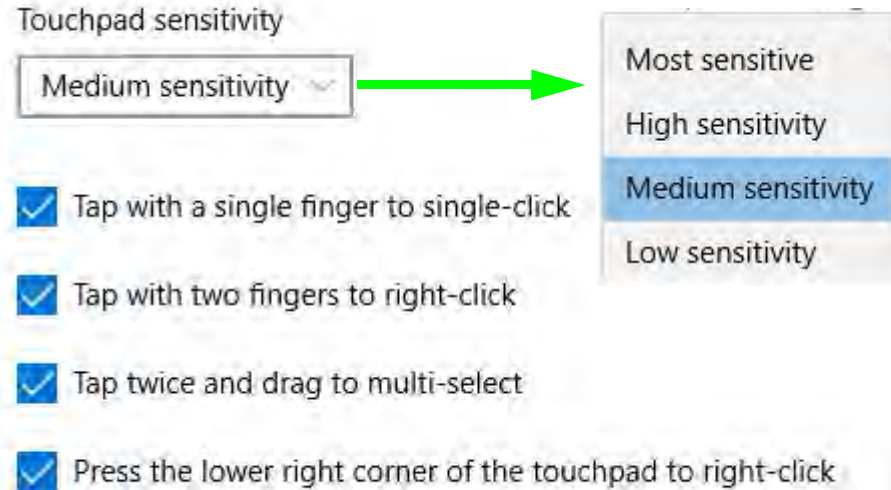 Touchpad sensitivity
Medium sensitivity
Most sensitive
High sensitivity
Medium sensitivity
Low sensitivity
Tap with a single finger to single-click
Tap with two fingers to right-click
Tap twice and drag to multi-select
Press the lower right corner of the touchpad to right-click